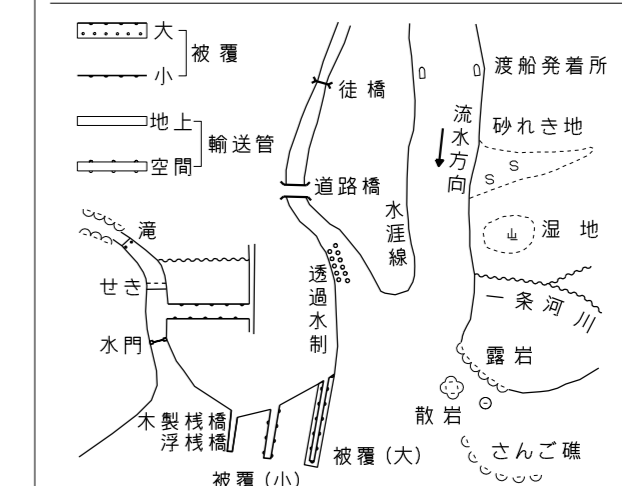 大
被覆
小
地上
輸送管
空間
徒橋
渡船発着所
流水方向
砂れき地
S S
道路橋
水涯線
滝
湿地
山
透過水制
せき
一条河川
水門
露岩
散岩
木製桟橋
浮桟橋
被覆(大)
さんご礁
被覆(小)